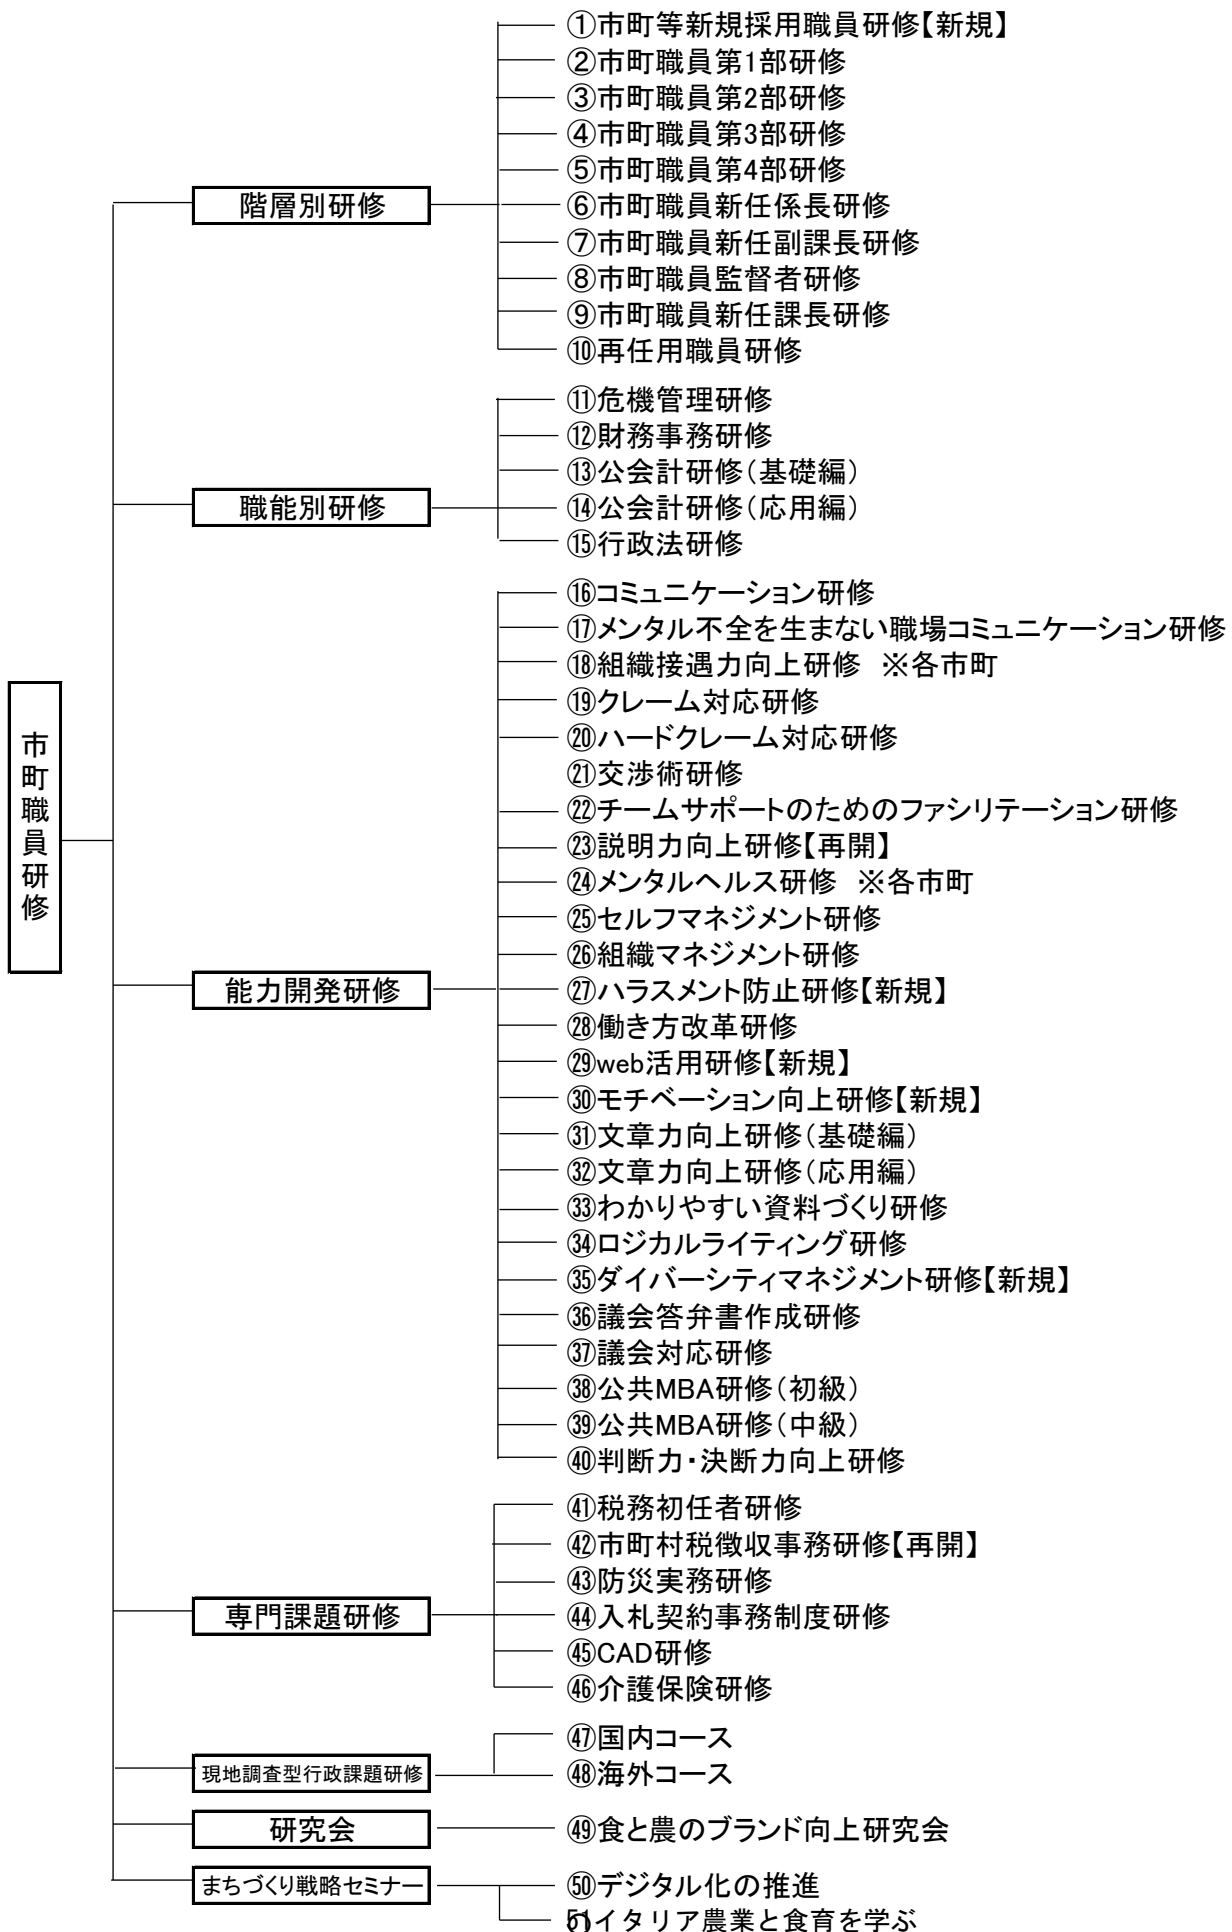 市町職員研修
階層別研修
①市町等新規採用職員研修【新規】
②市町職員第1部研修
③市町職員第2部研修
④市町職員第3部研修
⑤市町職員第4部研修
⑥市町職員新任係長研修
⑦市町職員新任副課長研修
⑧市町職員監督者研修
⑨市町職員新任課長研修
⑩再任用職員研修
職能別研修
⑪危機管理研修
⑫財務事務研修
⑬公会計研修(基礎編)
⑭公会計研修(応用編)
⑮行政法研修
能力開発研修
⑯コミュニケーション研修
⑰メンタル不全を生まない職場コミュニケーション研修
⑱組織接遇力向上研修 ※各市町
⑲クレーム対応研修
⑳ハードクレーム対応研修
㉑交渉術研修
㉒チームサポートのためのファシリテーション研修
㉓説明力向上研修【再開】
㉔メンタルヘルス研修 ※各市町
㉕セルフマネジメント研修
㉖組織マネジメント研修
㉗ハラスメント防止研修【新規】
㉘働き方改革研修
㉙web活用研修【新規】
㉚モチベーション向上研修【新規】
㉛文章力向上研修(基礎編)
㉜文章力向上研修(応用編)
㉝わかりやすい資料づくり研修
㉞ロジカルライティング研修
㉟ダイバーシティマネジメント研修【新規】
㊱議会答弁書作成研修
㊲議会対応研修
㊳公共MBA研修(初級)
㊴公共MBA研修(中級)
㊵判断力・決断力向上研修
専門課題研修
㊶税務初任者研修
㊷市町村税徴収事務研修【再開】
㊸防災実務研修
㊹入札契約事務制度研修
㊺CAD研修
㊻介護保険研修
現地調査型行政課題研修
㊼国内コース
㊽海外コース
研究会
㊾食と農のブランド向上研究会
まちづくり戦略セミナー
㊿デジタル化の推進
51イタリア農業と食育を学ぶ